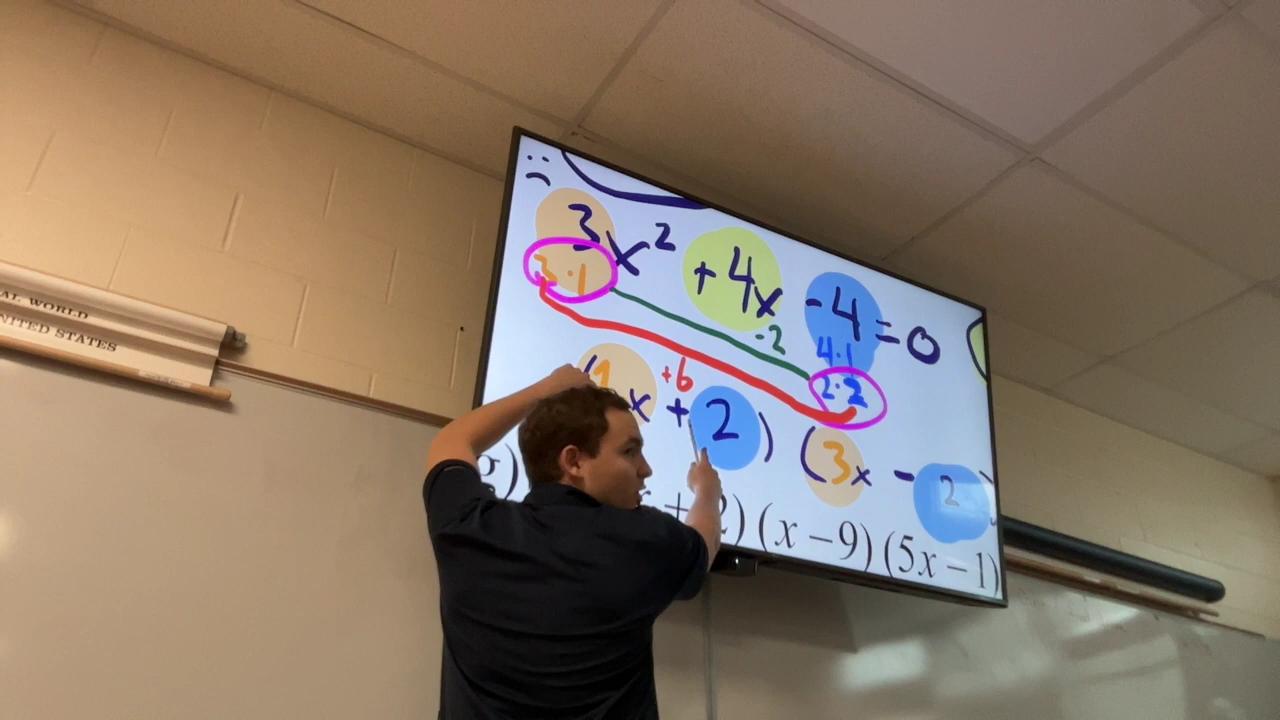 AL WORLD
NITED STATES
3x² +4x -4=0
3·1
4·1
-2
2·2
+6
(1x +2) (3x - 2)
g)
+ 2)(x – 9)(5x – 1)